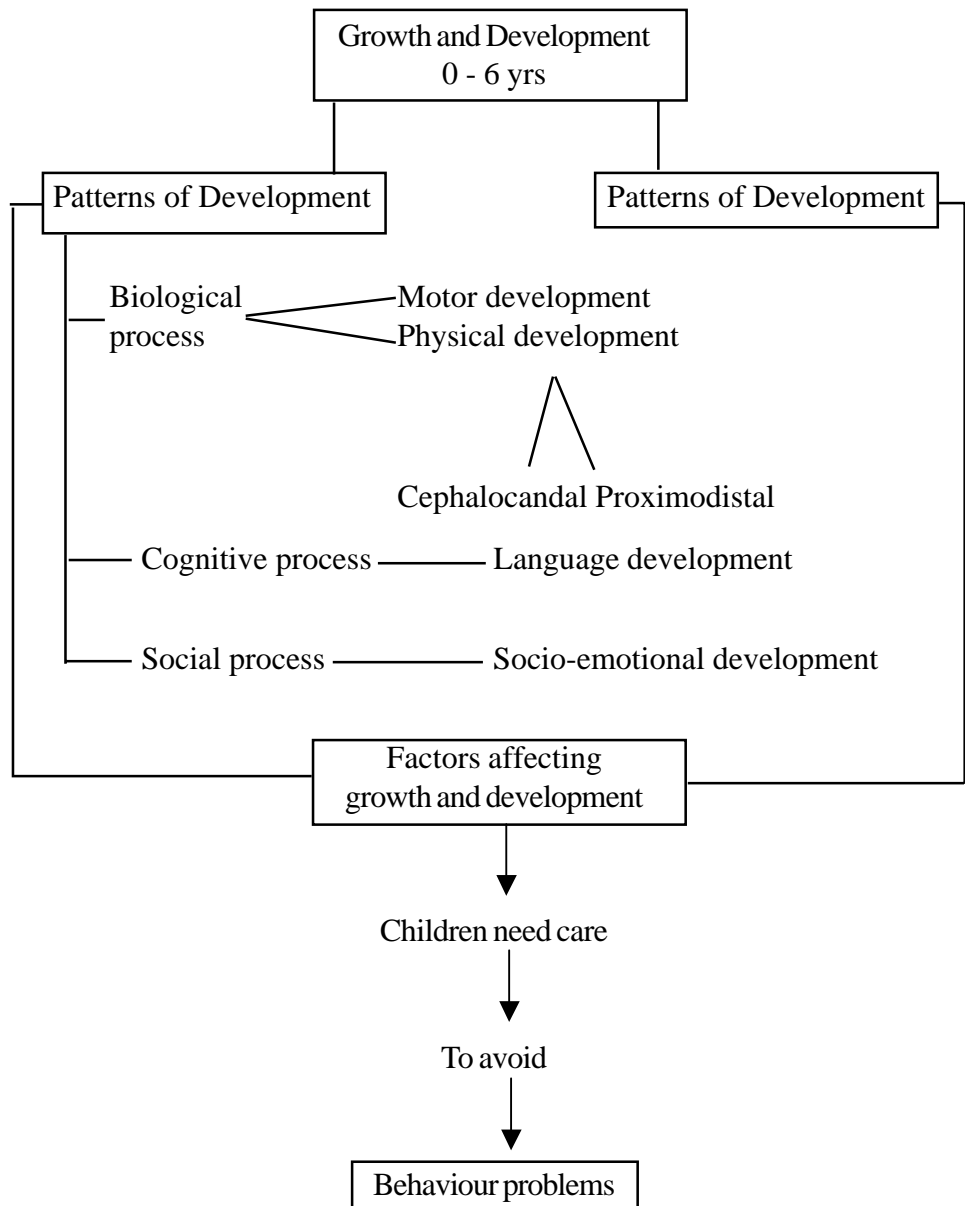 Growth and Development
0 - 6 yrs
Patterns of Development
Patterns of Development
Biological
process
Motor development
Physical development
Cephalocandal Proximodistal
Cognitive process
Language development
Social process
Socio-emotional development
Factors affecting
growth and development
Children need care
To avoid
Behaviour problems